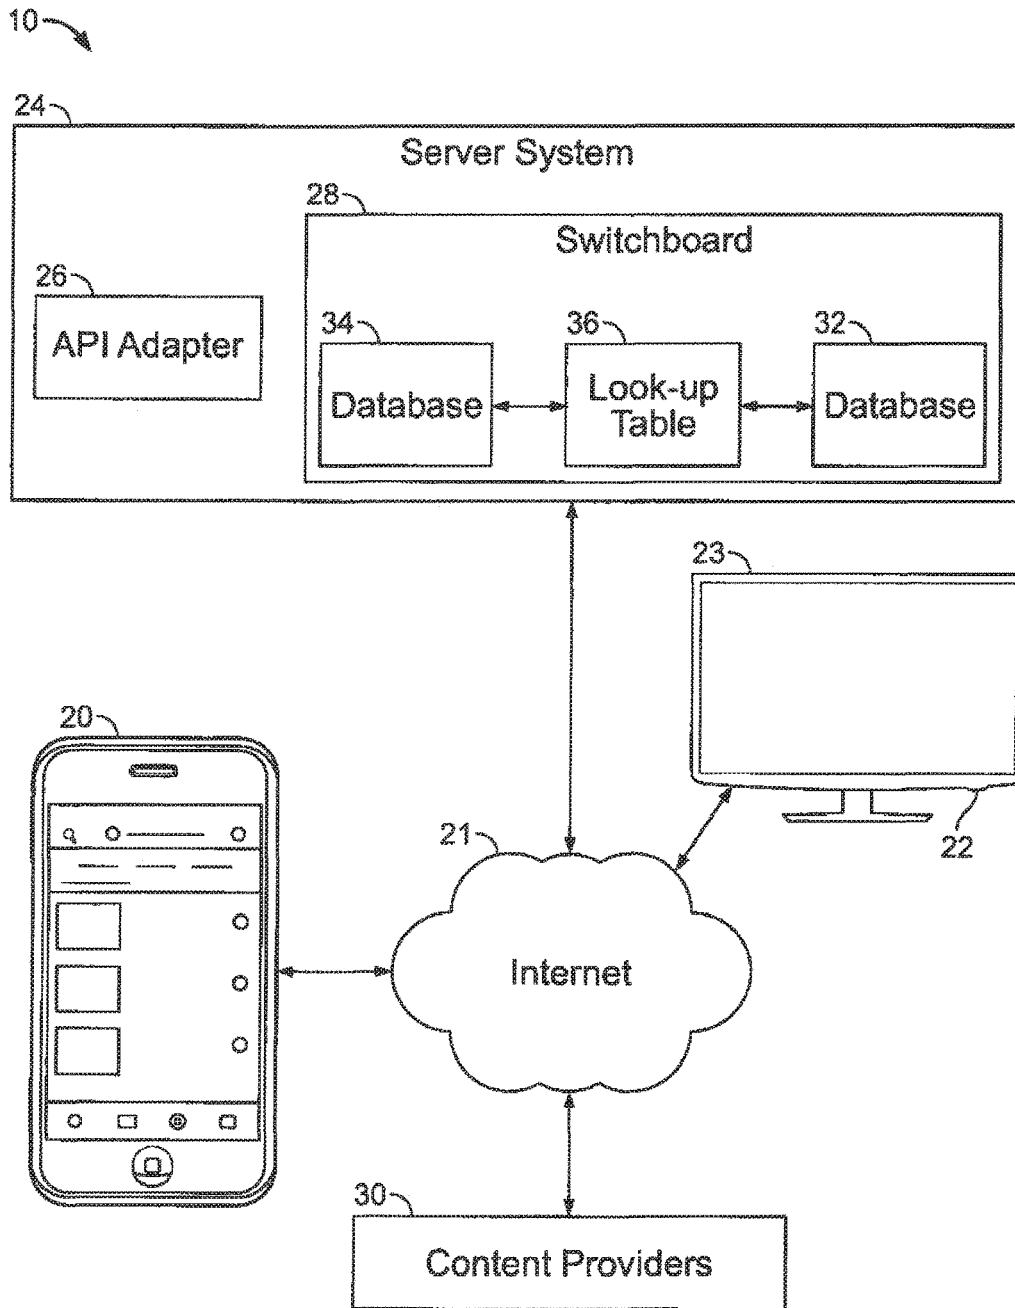 10
24
Server System
28
Switchboard
26
API Adapter
34
Database
36
Look-up
Table
32
Database
23
22
20
21
Internet
30
Content Providers